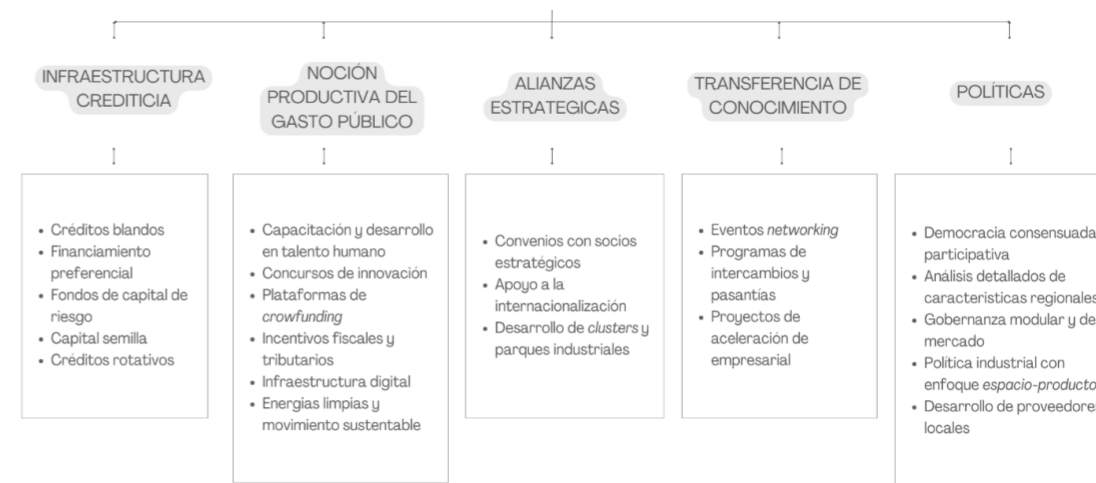 INFRAESTRUCTURA
CREDITICIA
NOCIÓN
PRODUCTIVA DEL
GASTO PÚBLICO
ALIANZAS
ESTRATEGICAS
TRANSFERENCIA DE
CONOCIMIENTO
POLÍTICAS
• Créditos blandos
• Financiamiento
preferencial
• Fondos de capital de
riesgo
• Capital semilla
• Créditos rotativos
• Capacitación y desarrollo
en talento humano
• Concursos de innovación
• Plataformas de
crowfunding
• Incentivos fiscales y
tributarios
• Infraestructura digital
• Energias limpias y
movimiento sustentable
• Convenios con socios
estratégicos
• Apoyo a la
internacionalización
• Desarrollo de clusters y
parques industriales
• Eventos networking
• Programas de
intercambios y
pasantías
• Proyectos de
aceleración de
empresarial
• Democracia consensuada
participativa
• Análisis detallados de
caracteristicas regionales
• Gobernanza modular y de
mercado
• Política industrial con
enfoque espacio-producto
• Desarrollo de proveedores
locales